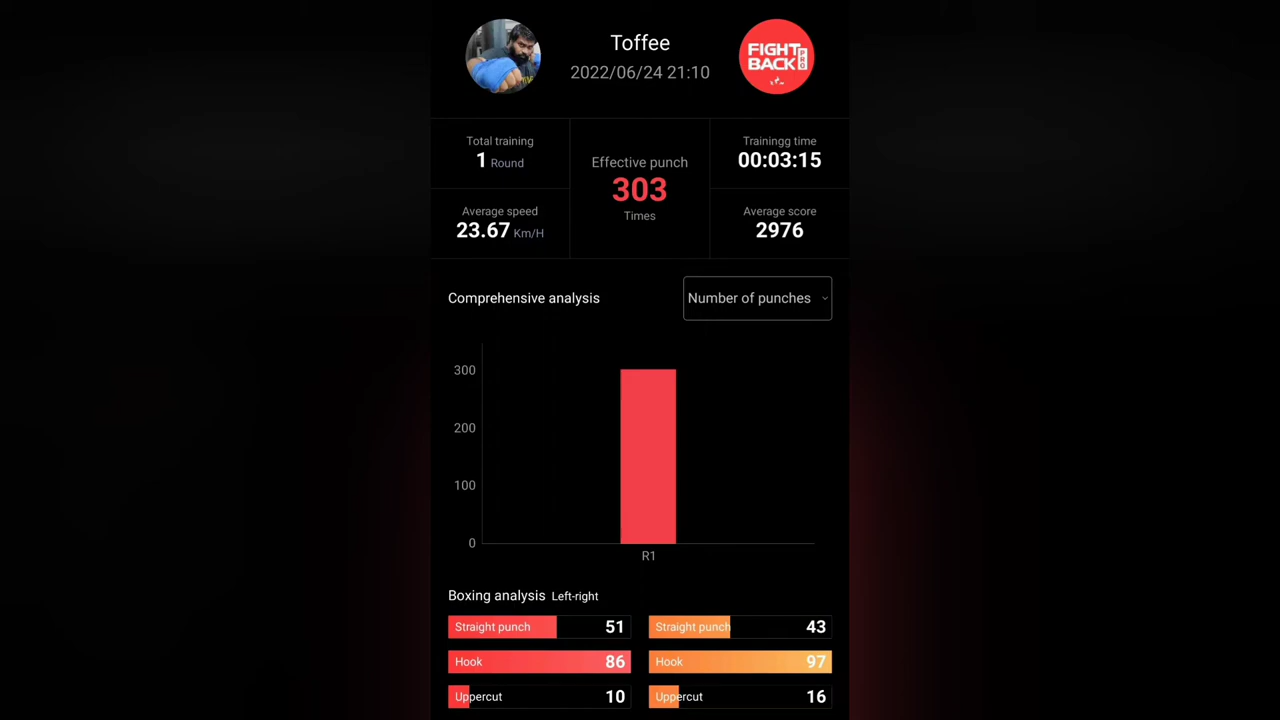 Toffee
2022/06/24 21:10
FIGHT
BACK PRO
Total training
1 Round
Effective punch
303
Times
Trainingg time
00:03:15
Average speed
23.67 Km/H
Average score
2976
Comprehensive analysis
Number of punches
300
200
100
0
R1
Boxing analysis Left-right
Straight punch 51
Straight punch 43
Hook 86
Hook 97
Uppercut 10
Uppercut 16